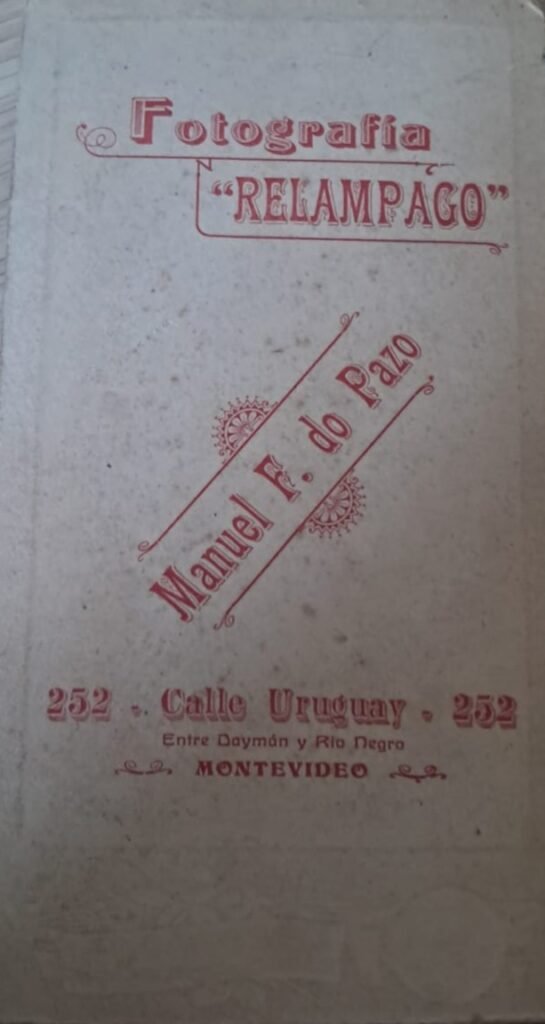 Fotografía
“RELAMPAGO”
Manuel F. do Pazo
252 - Calle Uruguay - 252
Entre Daymán y Río Negro
MONTEVIDEO